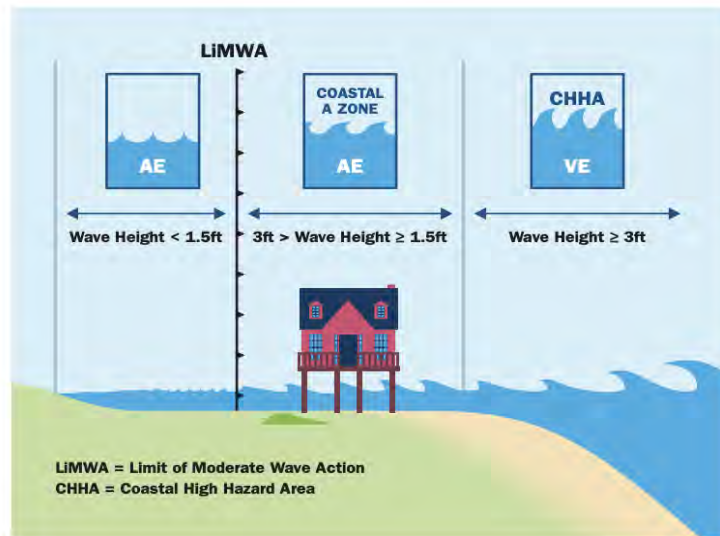 LiMWA
AE
COASTAL
A ZONE
AE
CHHA
VE
Wave Height < 1.5ft
3ft > Wave Height ≥ 1.5ft
Wave Height ≥ 3ft
LiMWA = Limit of Moderate Wave Action
CHHA = Coastal High Hazard Area